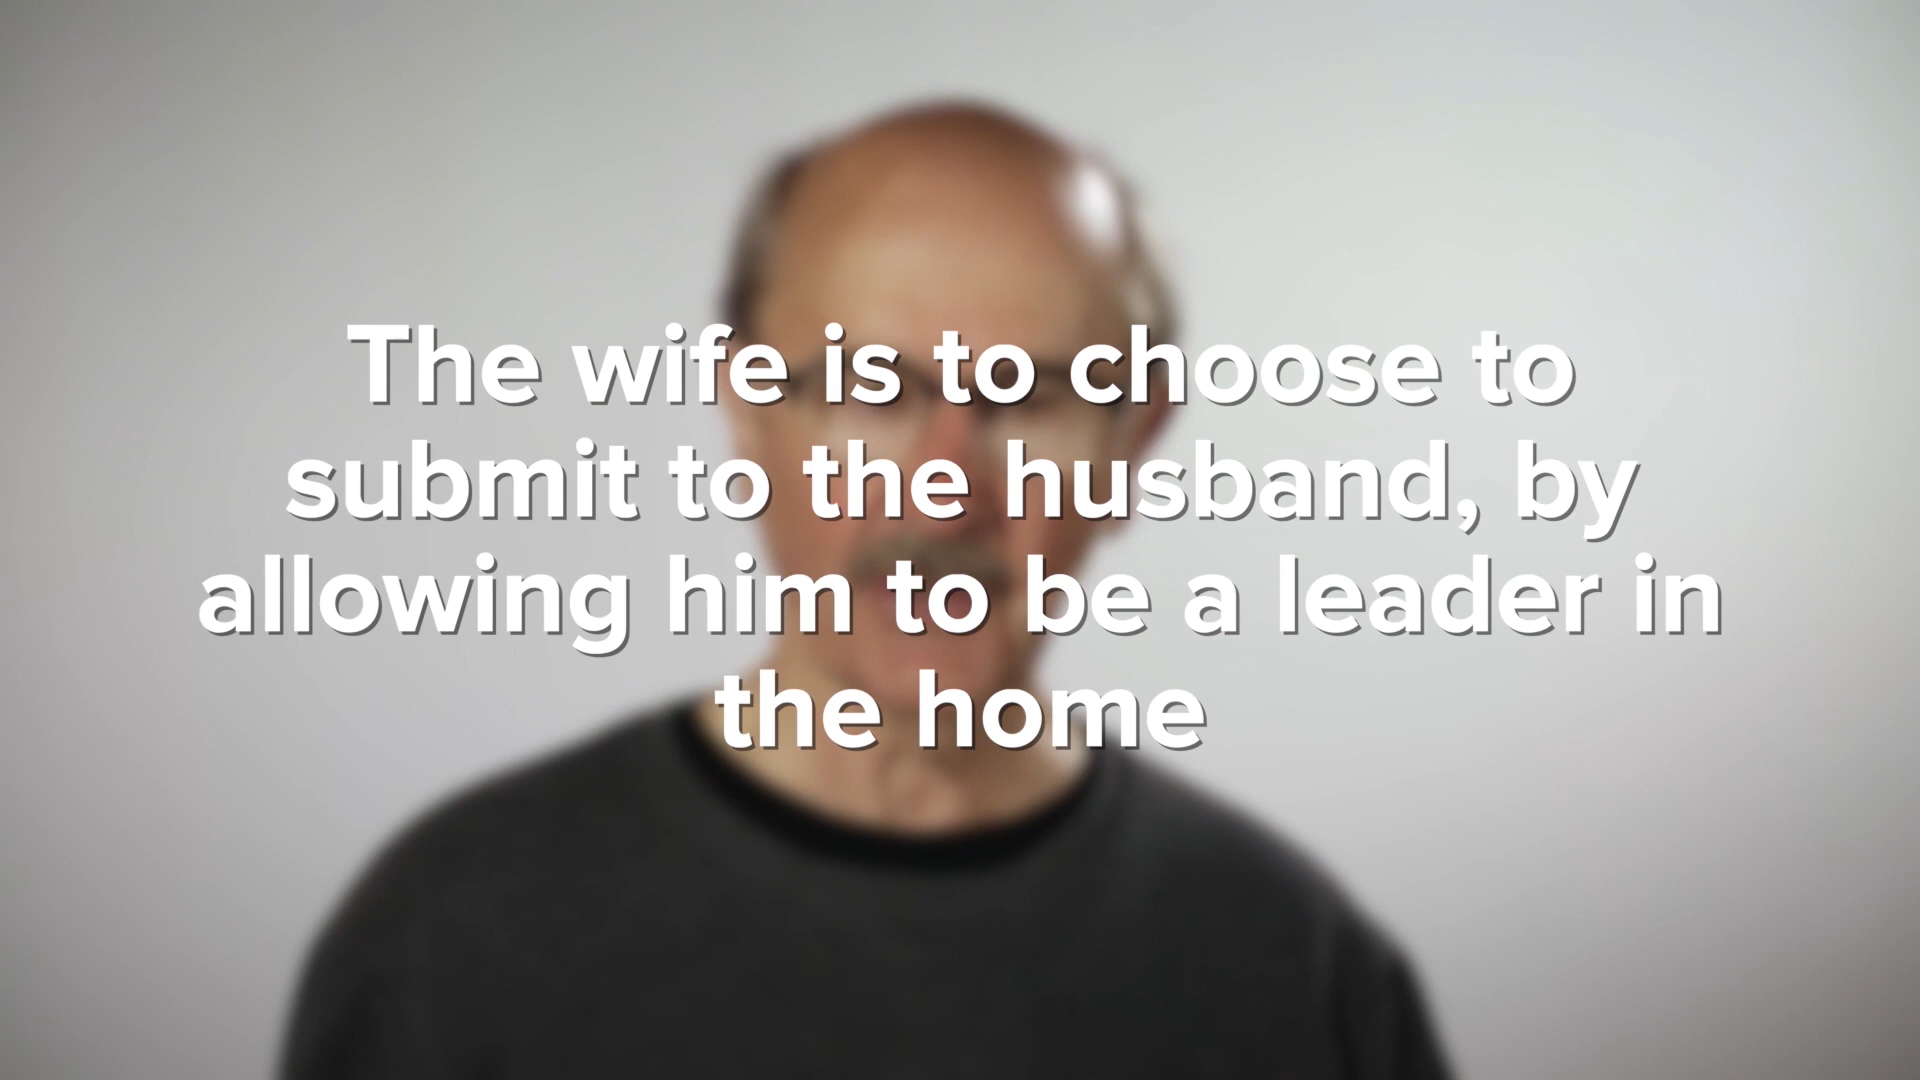 The wife is to choose to
submit to the husband, by
allowing him to be a leader in
the home